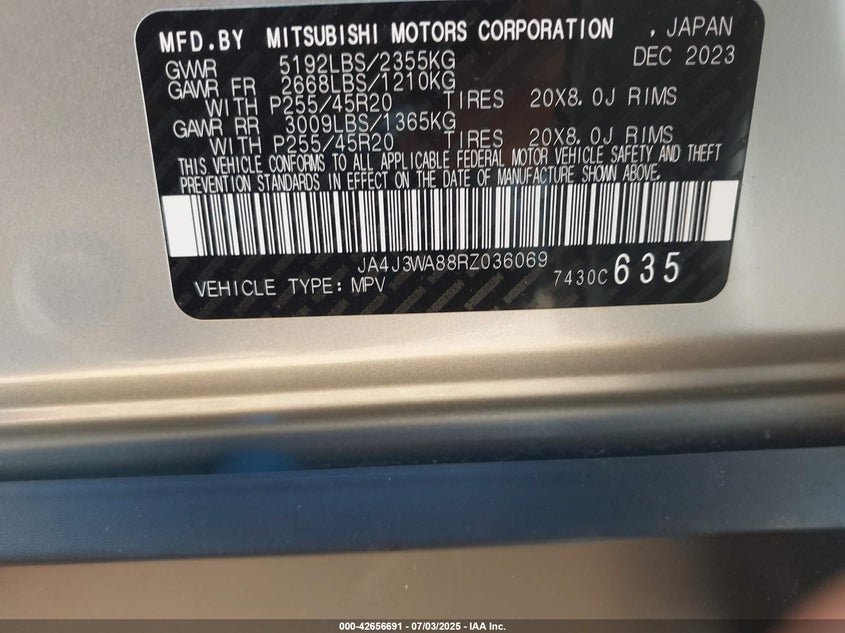 MFD.BY MITSUBISHI MOTORS CORPORATION , JAPAN
DEC 2023
GVWR 5192LBS/2355KG
GAWR FR 2668LBS/1210KG
WITH P255/45R20 TIRES 20X8.0J RIMS
GAWR RR 3009LBS/1365KG
WITH P255/45R20 TIRES 20X8.0J RIMS
THIS VEHICLE CONFORMS TO ALL APPLICABLE FEDERAL MOTOR VEHICLE SAFETY AND THEFT
PREVENTION STANDARDS IN EFFECT ON THE DATE OF MANUFACTURE SHOWN ABOVE.
JA4J3WA88RZ036069
VEHICLE TYPE: MPV 7430C 635
000-42656691 - 07/03/2025 - IAA Inc.